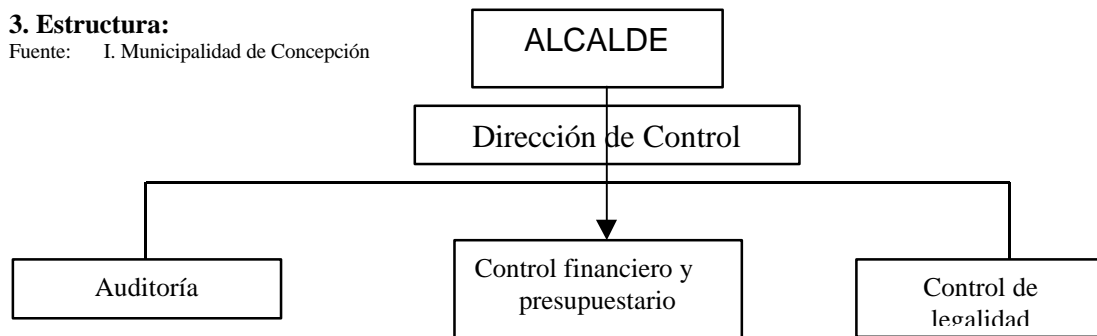 3. Estructura:
Fuente: I. Municipalidad de Concepción
ALCALDE
Dirección de Control
Auditoría
Control financiero y
presupuestario
Control de
legalidad